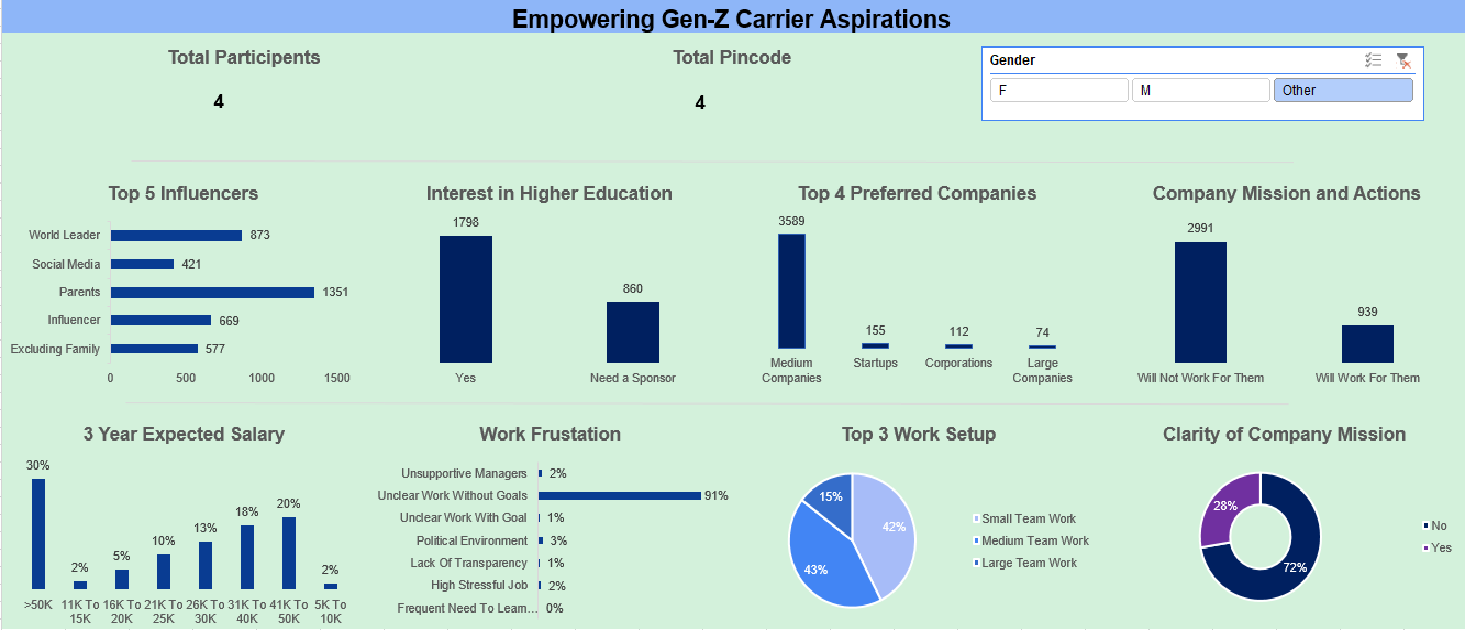 Empowering Gen-Z Carrier Aspirations
Total Participants
4
Total Pincode
4
Gender
F
M
Other
Top 5 Influencers
World Leader
873
Social Media
421
Parents
1351
Influencer
669
Excluding Family
577
0 500 1000 1500
Interest in Higher Education
1798
860
Yes Need a Sponsor
Top 4 Preferred Companies
3589
155
112
74
Medium Companies
Startups
Corporations
Large Companies
Company Mission and Actions
2991
939
Will Not Work For Them
Will Work For Them
3 Year Expected Salary
30%
2%
5%
10%
13%
18%
20%
2%
>50K
11K To 15K
16K To 20K
21K To 25K
26K To 30K
31K To 40K
41K To 50K
5K To 10K
Work Frustation
Unsupportive Managers 2%
Unclear Work Without Goals 91%
Unclear Work With Goal 1%
Political Environment 3%
Lack Of Transparency 1%
High Stressful Job 2%
Frequent Need To Learn... 0%
Top 3 Work Setup
15%
42%
43%
Small Team Work
Medium Team Work
Large Team Work
Clarity of Company Mission
28%
72%
No
Yes